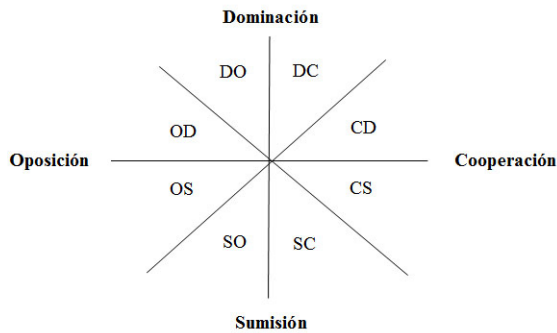 Dominación
DO DC
OD CD
Oposición Cooperación
OS CS
SO SC
Sumisión